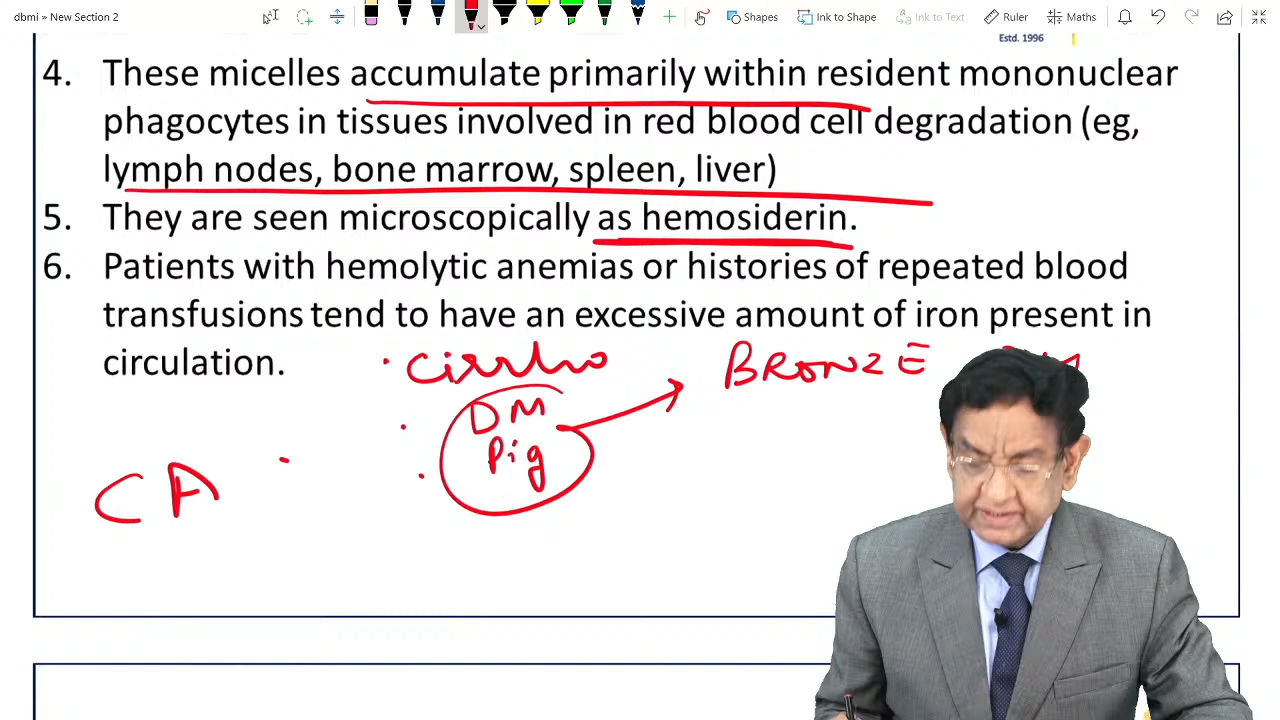 dbmi » New Section 2
Shapes
Ink to Shape
Ink to Text
Ruler
Maths
Estd. 1996
4. These micelles accumulate primarily within resident mononuclear
phagocytes in tissues involved in red blood cell degradation (eg,
lymph nodes, bone marrow, spleen, liver)
5. They are seen microscopically as hemosiderin.
6. Patients with hemolytic anemias or histories of repeated blood
transfusions tend to have an excessive amount of iron present in
circulation.
cirrho
BRONZE
DM
Pig
CA